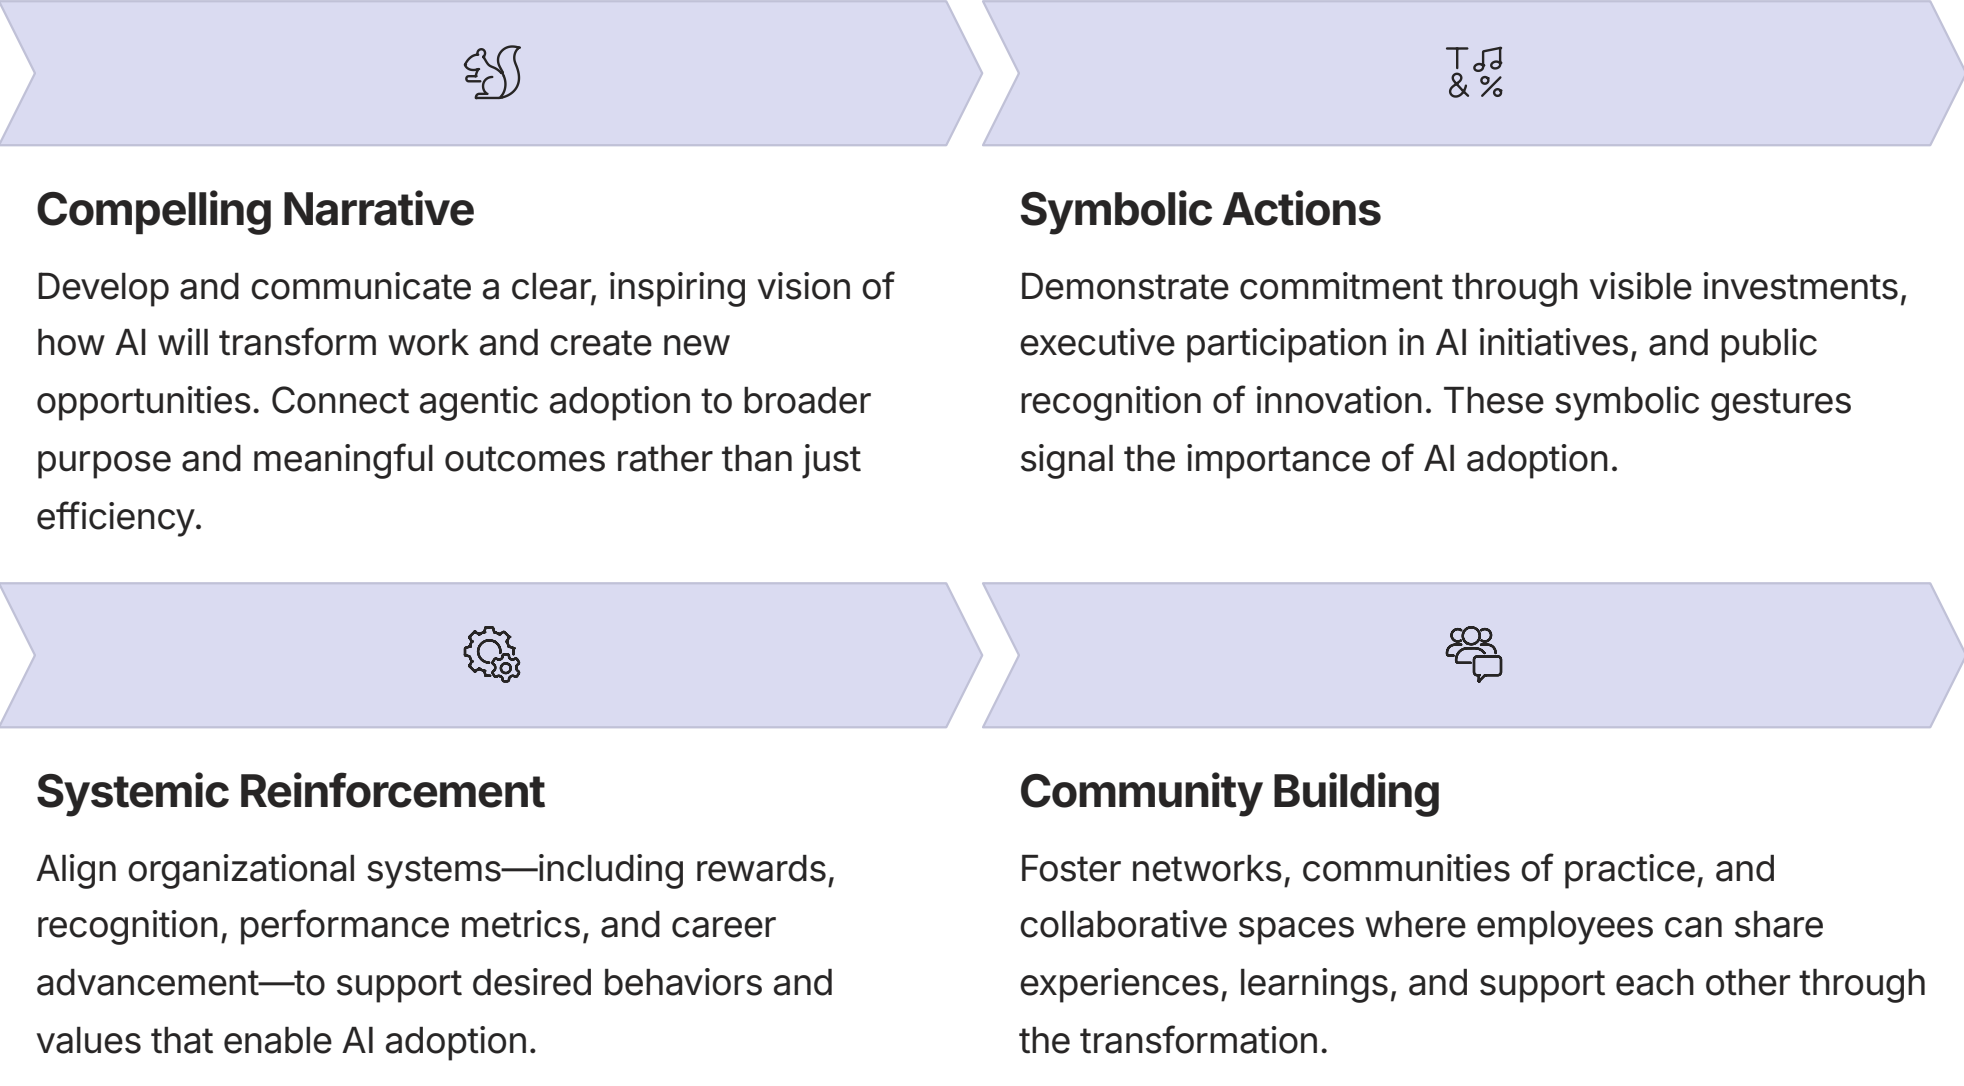 T
& %
Compelling Narrative
Develop and communicate a clear, inspiring vision of
how AI will transform work and create new
opportunities. Connect agentic adoption to broader
purpose and meaningful outcomes rather than just
efficiency.
Symbolic Actions
Demonstrate commitment through visible investments,
executive participation in AI initiatives, and public
recognition of innovation. These symbolic gestures
signal the importance of AI adoption.
Systemic Reinforcement
Align organizational systems—including rewards,
recognition, performance metrics, and career
advancement—to support desired behaviors and
values that enable AI adoption.
Community Building
Foster networks, communities of practice, and
collaborative spaces where employees can share
experiences, learnings, and support each other through
the transformation.